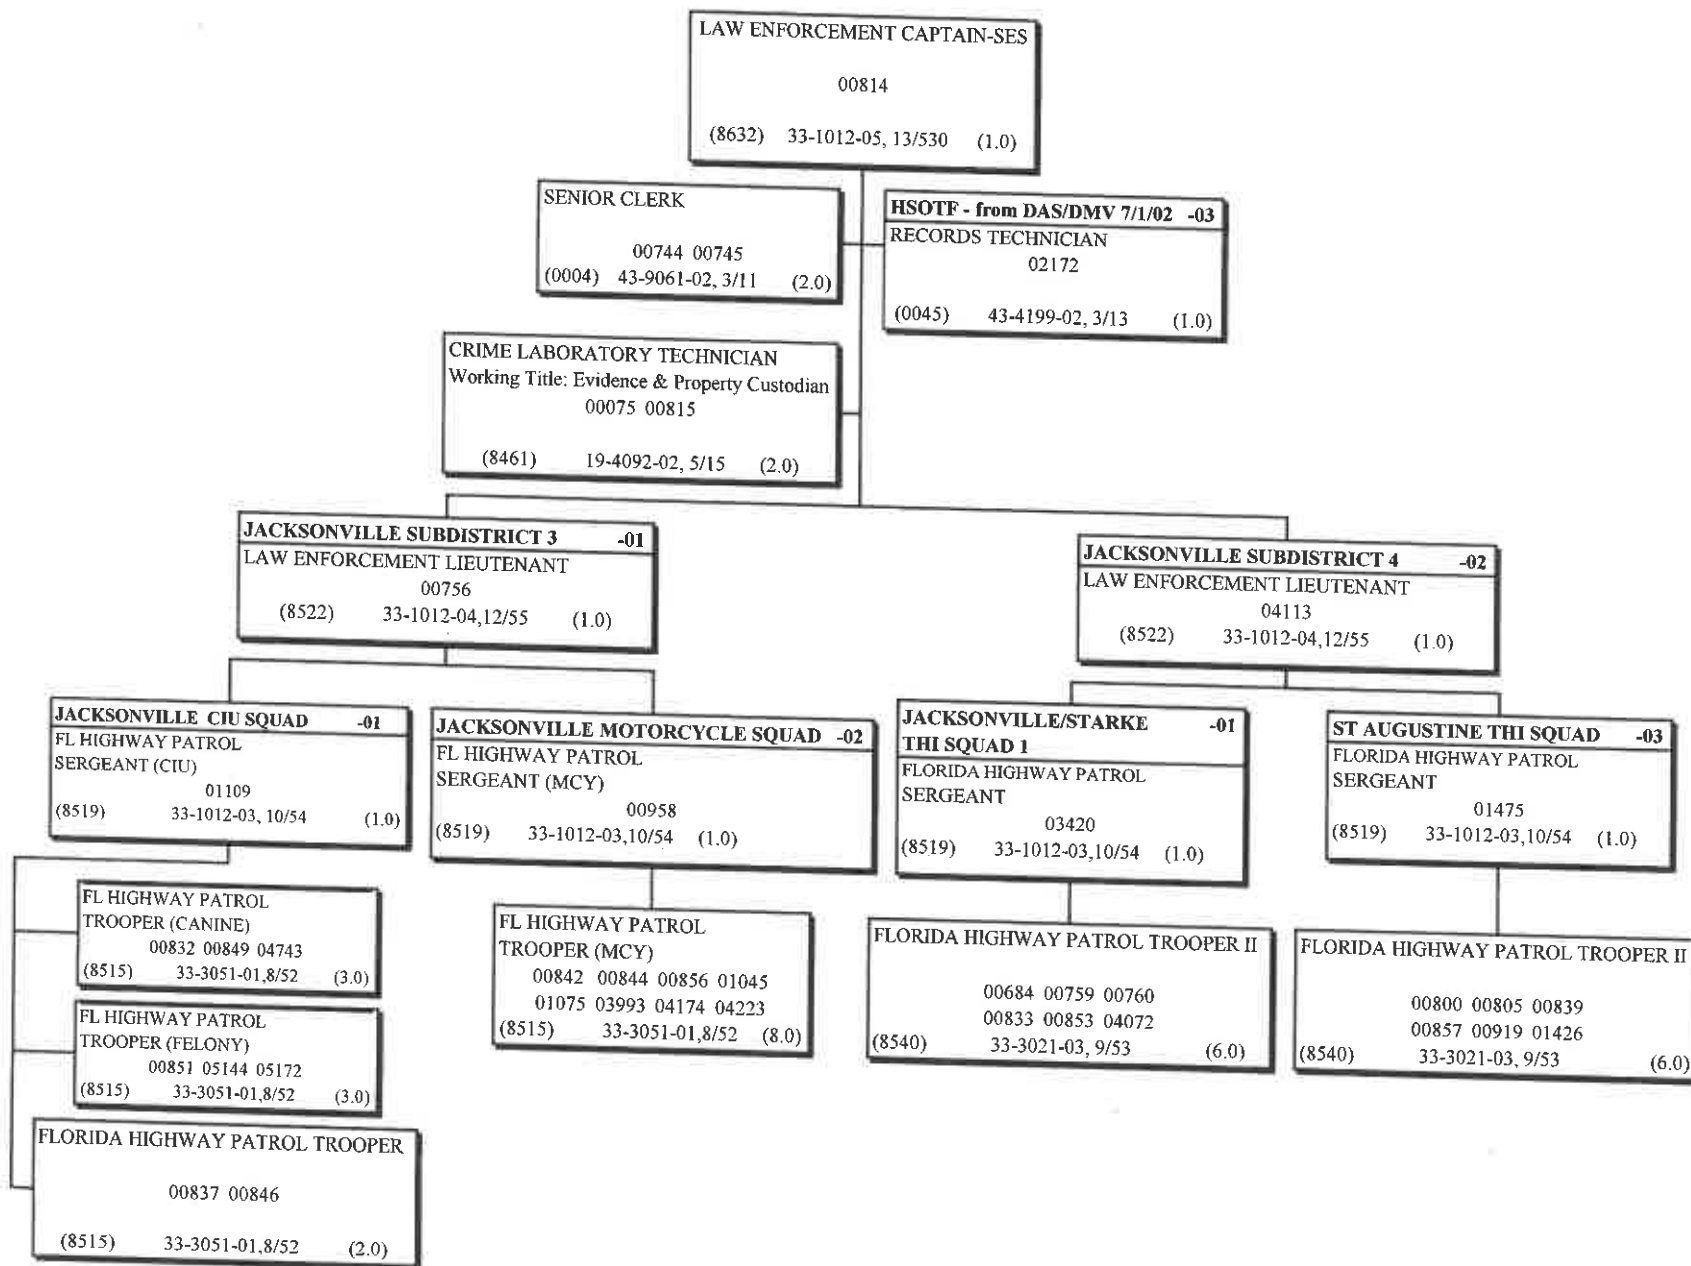 LAW ENFORCEMENT CAPTAIN-SES
00814
(8632) 33-1012-05, 13/530 (1.0)
SENIOR CLERK
00744 00745
(0004) 43-9061-02, 3/11 (2.0)
HSOTF - from DAS/DMV 7/1/02 -03
RECORDS TECHNICIAN
02172
(0045) 43-4199-02, 3/13 (1.0)
CRIME LABORATORY TECHNICIAN
Working Title: Evidence & Property Custodian
00075 00815
(8461) 19-4092-02, 5/15 (2.0)
JACKSONVILLE SUBDISTRICT 3 -01
LAW ENFORCEMENT LIEUTENANT
00756
(8522) 33-1012-04,12/55 (1.0)
JACKSONVILLE SUBDISTRICT 4 -02
LAW ENFORCEMENT LIEUTENANT
04113
(8522) 33-1012-04,12/55 (1.0)
JACKSONVILLE CIU SQUAD -01
FL HIGHWAY PATROL
SERGEANT (CIU)
01109
(8519) 33-1012-03, 10/54 (1.0)
JACKSONVILLE MOTORCYCLE SQUAD -02
FL HIGHWAY PATROL
SERGEANT (MCY)
00958
(8519) 33-1012-03,10/54 (1.0)
JACKSONVILLE/STARKE -01
THI SQUAD 1
FLORIDA HIGHWAY PATROL
SERGEANT
03420
(8519) 33-1012-03,10/54 (1.0)
ST AUGUSTINE THI SQUAD -03
FLORIDA HIGHWAY PATROL
SERGEANT
01475
(8519) 33-1012-03,10/54 (1.0)
FL HIGHWAY PATROL
TROOPER (CANINE)
00832 00849 04743
(8515) 33-3051-01,8/52 (3.0)
FL HIGHWAY PATROL
TROOPER (FELONY)
00851 05144 05172
(8515) 33-3051-01,8/52 (3.0)
FLORIDA HIGHWAY PATROL TROOPER
00837 00846
(8515) 33-3051-01,8/52 (2.0)
FL HIGHWAY PATROL
TROOPER (MCY)
00842 00844 00856 01045
01075 03993 04174 04223
(8515) 33-3051-01,8/52 (8.0)
FLORIDA HIGHWAY PATROL TROOPER II
00684 00759 00760
00833 00853 04072
(8540) 33-3021-03, 9/53 (6.0)
FLORIDA HIGHWAY PATROL TROOPER II
00800 00805 00839
00857 00919 01426
(8540) 33-3021-03, 9/53 (6.0)